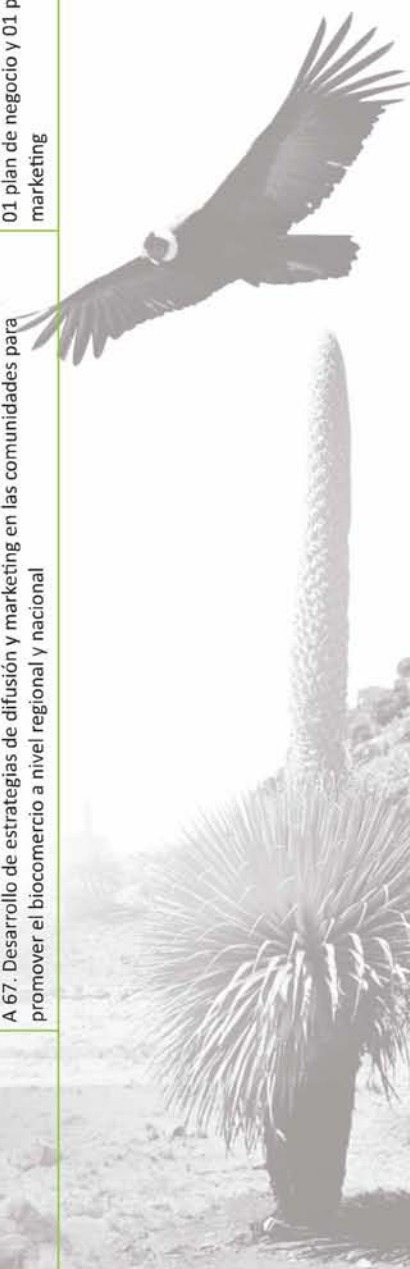 A 67. Desarrollo de estrategias de difusión y marketing en las comunidades para
promover el biocomercio a nivel regional y nacional
01 plan de negocio y 01 p
marketing